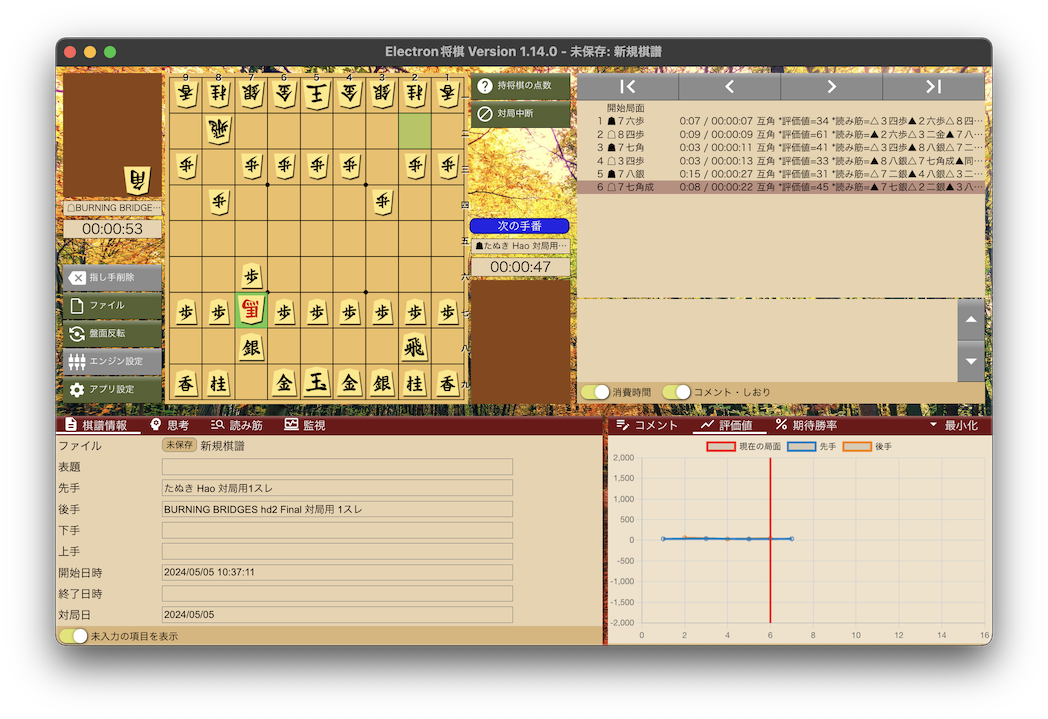 Electron将棋 Version 1.14.0 - 未保存: 新規棋譜
9 8 7 6 5 4 3 2 1
香 桂 銀 金 王 金 銀 桂 香 一
飛 二
歩 歩 歩 歩 歩 歩 歩 三
歩 歩 四
五
歩 六
歩 歩 馬 歩 歩 歩 歩 歩 歩 七
銀 飛 八
香 桂 金 玉 金 銀 桂 香 九
角
☖BURNING BRIDGE…
00:00:53
指し手削除
ファイル
盤面反転
エンジン設定
アプリ設定
持将棋の点数
対局中断
次の手番
☗たぬき Hao 対局用…
00:00:47
開始局面
1 ☗７六歩 0:07 / 00:00:07 互角 *評価値=34 *読み筋=△３四歩▲２六歩△８四…
2 ☖８四歩 0:09 / 00:00:09 互角 *評価値=61 *読み筋=▲２六歩△３二金▲７八…
3 ☗７七角 0:03 / 00:00:11 互角 *評価値=41 *読み筋=△３四歩▲８八銀△７二…
4 ☖３四歩 0:03 / 00:00:13 互角 *評価値=33 *読み筋=▲８八銀△７七角成▲同…
5 ☗７八銀 0:15 / 00:00:27 互角 *評価値=31 *読み筋=△７二銀▲４八銀△３二…
6 ☖７七角成 0:08 / 00:00:22 互角 *評価値=45 *読み筋=▲７七銀△２二銀▲３八…
消費時間
コメント・しおり
棋譜情報 思考 読み筋 監視
ファイル 未保存 新規棋譜
表題
先手 たぬき Hao 対局用1スレ
後手 BURNING BRIDGES hd2 Final 対局用 1スレ
下手
上手
開始日時 2024/05/05 10:37:11
終了日時
対局日 2024/05/05
未入力の項目を表示
コメント 評価値 期待勝率 最小化
現在の局面 先手 後手
2,000
1,500
1,000
500
0
-500
-1,000
-1,500
-2,000
0 2 4 6 8 10 12 14 16